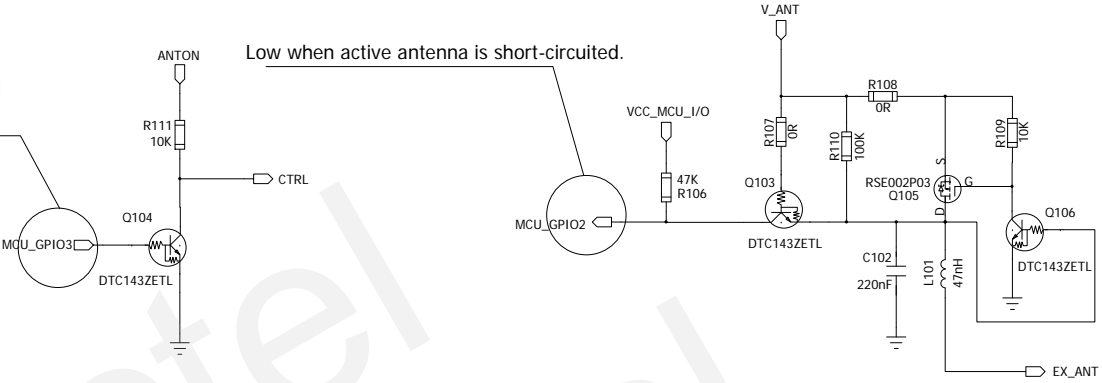 V_ANT
ANTON
Low when active antenna is short-circuited.
R108
0R
VCC_MCU_I/O
R111
10K
R107
0R
R110
100K
R109
10K
CTRL
47K
R106
Q103
S
RSE002P03
Q105
G
D
Q104
MCU_GPIO3
MCU_GPIO2
Q106
DTC143ZETL
DTC143ZETL
DTC143ZETL
C102
220nF
L101
47nH
EX_ANT